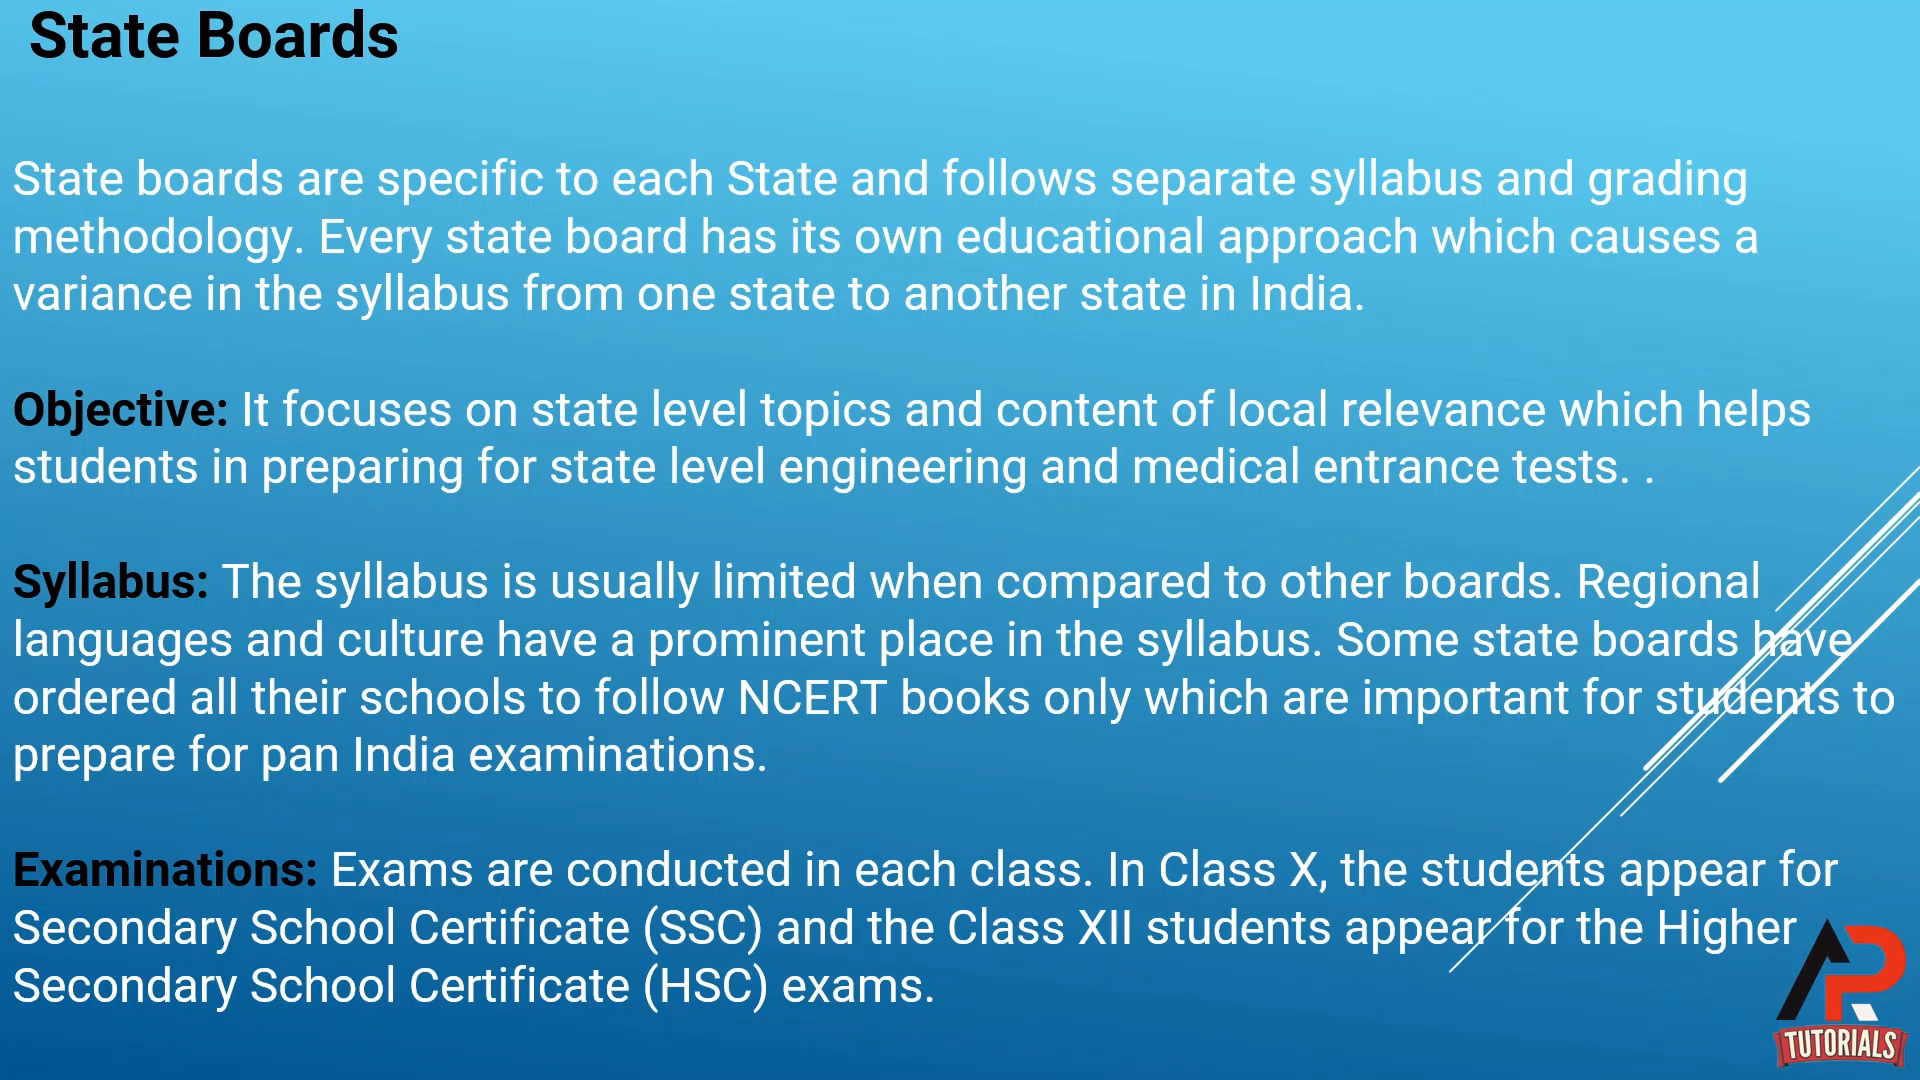 State Boards
State boards are specific to each State and follows separate syllabus and grading
methodology. Every state board has its own educational approach which causes a
variance in the syllabus from one state to another state in India.
Objective: It focuses on state level topics and content of local relevance which helps
students in preparing for state level engineering and medical entrance tests. .
Syllabus: The syllabus is usually limited when compared to other boards. Regional
languages and culture have a prominent place in the syllabus. Some state boards have
ordered all their schools to follow NCERT books only which are important for students to
prepare for pan India examinations.
Examinations: Exams are conducted in each class. In Class X, the students appear for
Secondary School Certificate (SSC) and the Class XII students appear for the Higher
Secondary School Certificate (HSC) exams.
AR
TUTORIALS